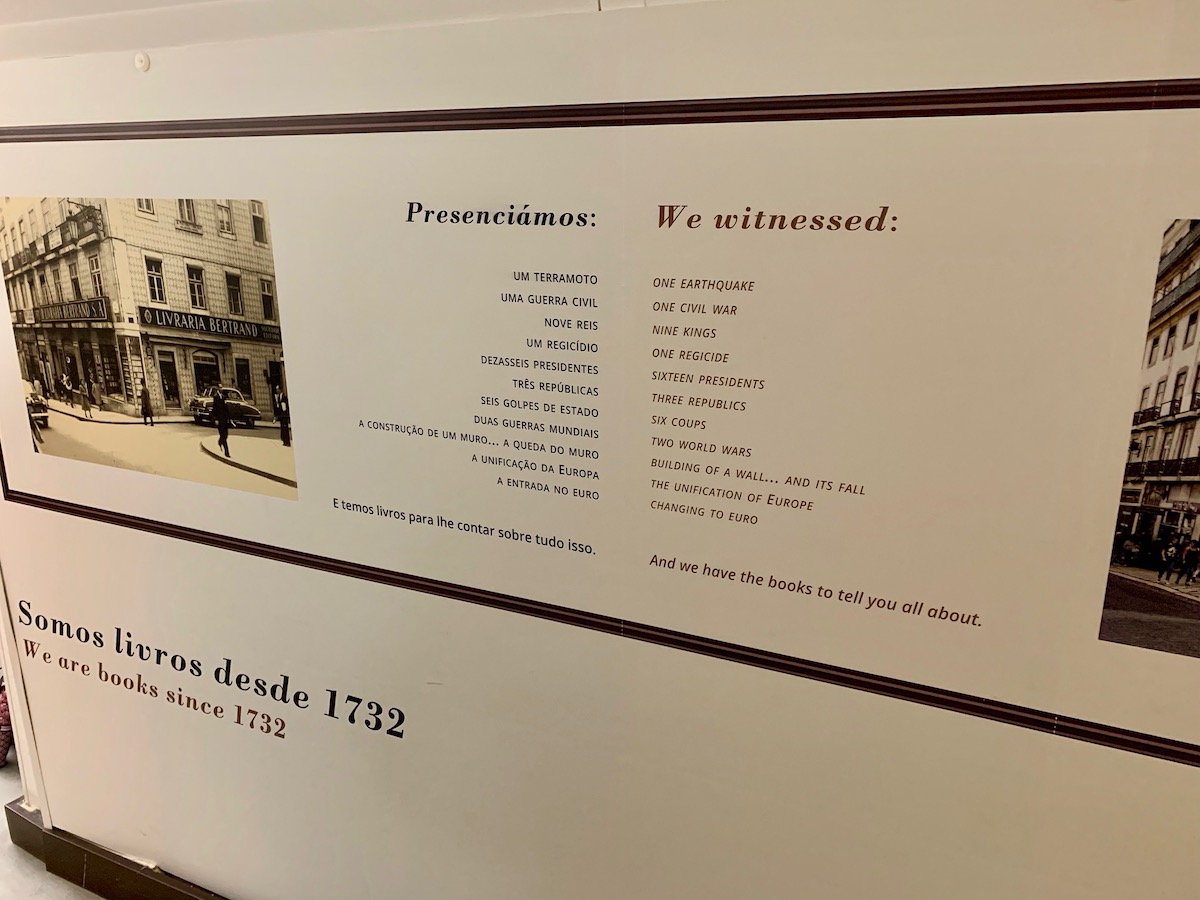 LIVRARIA BERTRAND
Presenciámos:
UM TERRAMOTO
UMA GUERRA CIVIL
NOVE REIS
UM REGICÍDIO
DEZASSEIS PRESIDENTES
TRÊS REPÚBLICAS
SEIS GOLPES DE ESTADO
DUAS GUERRAS MUNDIAIS
A CONSTRUÇÃO DE UM MURO... A QUEDA DO MURO
A UNIFICAÇÃO DA EUROPA
A ENTRADA NO EURO
E temos livros para lhe contar sobre tudo isso.
We witnessed:
ONE EARTHQUAKE
ONE CIVIL WAR
NINE KINGS
ONE REGICIDE
SIXTEEN PRESIDENTS
THREE REPUBLICS
SIX COUPS
TWO WORLD WARS
BUILDING OF A WALL... AND ITS FALL
THE UNIFICATION OF EUROPE
CHANGING TO EURO
And we have the books to tell you all about.
Somos livros desde 1732
We are books since 1732